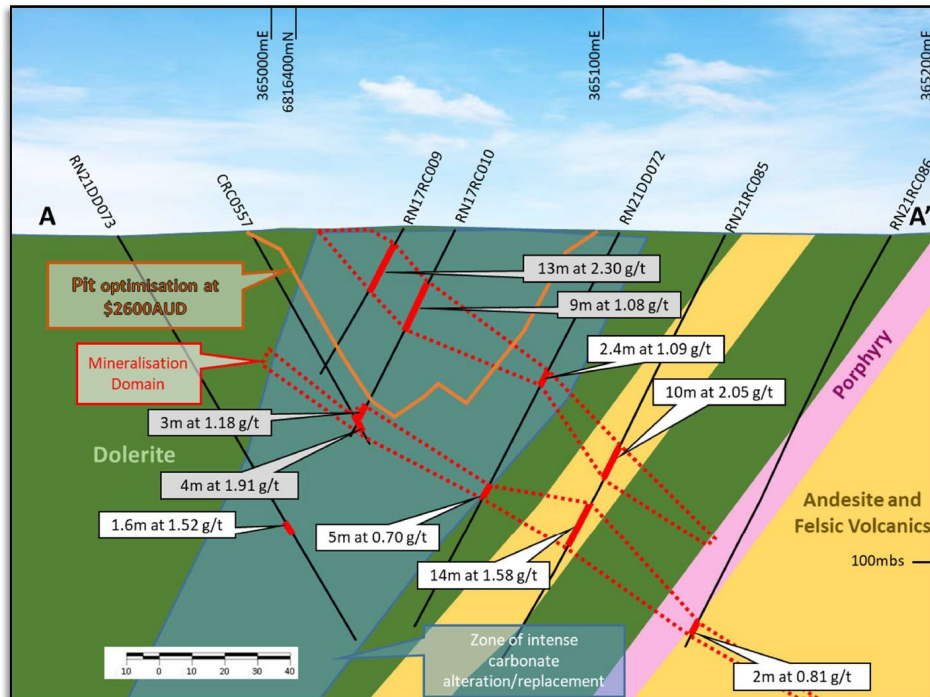 365000mE
6816400mN
365100mE
365200mE
RN21DD073
CRC0557
RN17RC009
RN17RC010
RN21DD072
RN21RC085
RN21RC086
A
A'
Pit optimisation at
$2600AUD
13m at 2.30 g/t
9m at 1.08 g/t
Mineralisation
Domain
2.4m at 1.09 g/t
10m at 2.05 g/t
Porphyry
3m at 1.18 g/t
Dolerite
4m at 1.91 g/t
Andesite and
Felsic Volcanics
1.6m at 1.52 g/t
5m at 0.70 g/t
100mbs
14m at 1.58 g/t
Zone of intense
carbonate
alteration/replacement
10 0 10 20 30 40
2m at 0.81 g/t